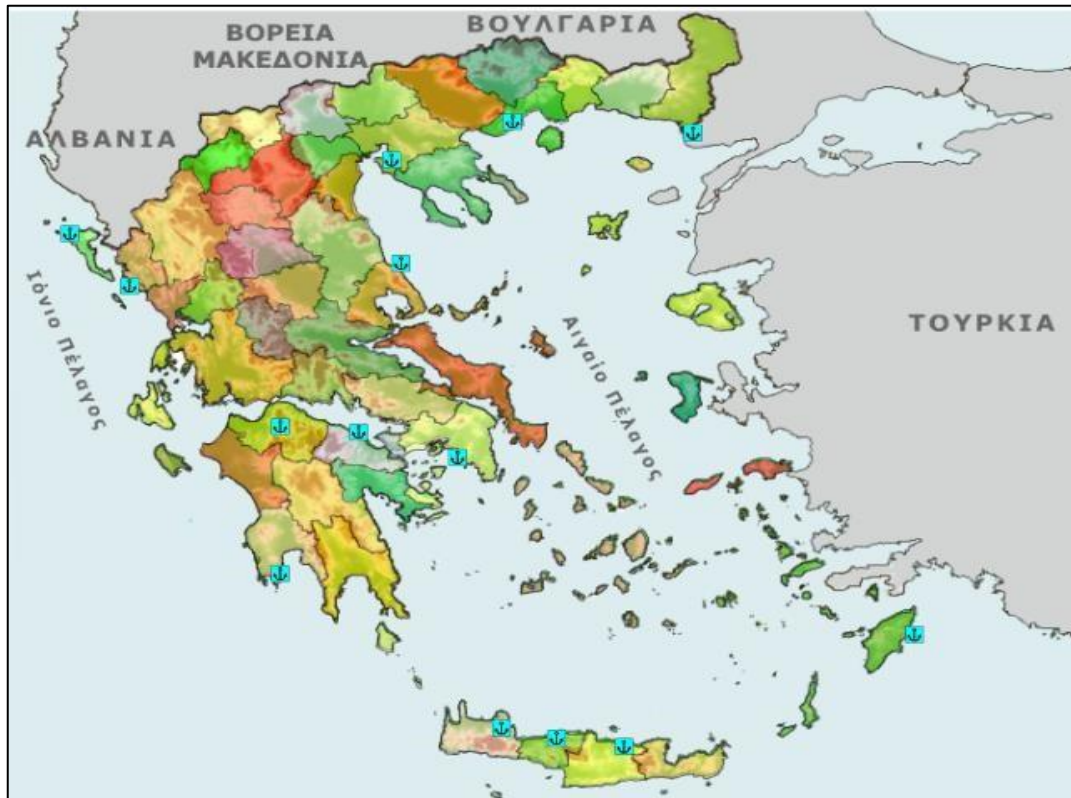 ΒΟΥΛΓΑΡΙΑ
ΒΟΡΕΙΑ
ΜΑΚΕΔΟΝΙΑ
ΑΛΒΑΝΙΑ
Ιόνιο Πέλαγος
Αιγαίο Πέλαγος
ΤΟΥΡΚΙΑ